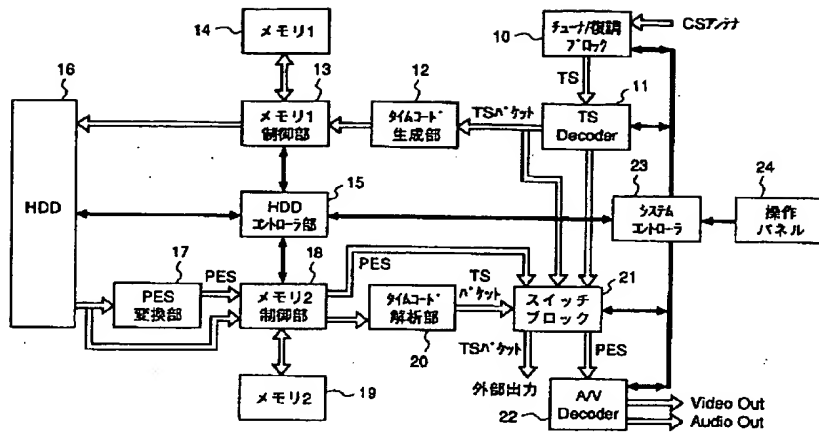 14
メモリ1
10
チューナ/復調
ブロック
CSアンテナ
TS
16
HDD
13
メモリ1
制御部
12
タイムコード
生成部
TSパケット
11
TS
Decoder
15
HDD
コントローラ部
23
システム
コントローラ
24
操作
パネル
17
PES
変換部
PES
18
メモリ2
制御部
PES
タイムコード
解析部
20
TS
パケット
21
スイッチ
ブロック
TSパケット
外部出力
PES
メモリ2
19
A/V
Decoder
22
Video Out
Audio Out